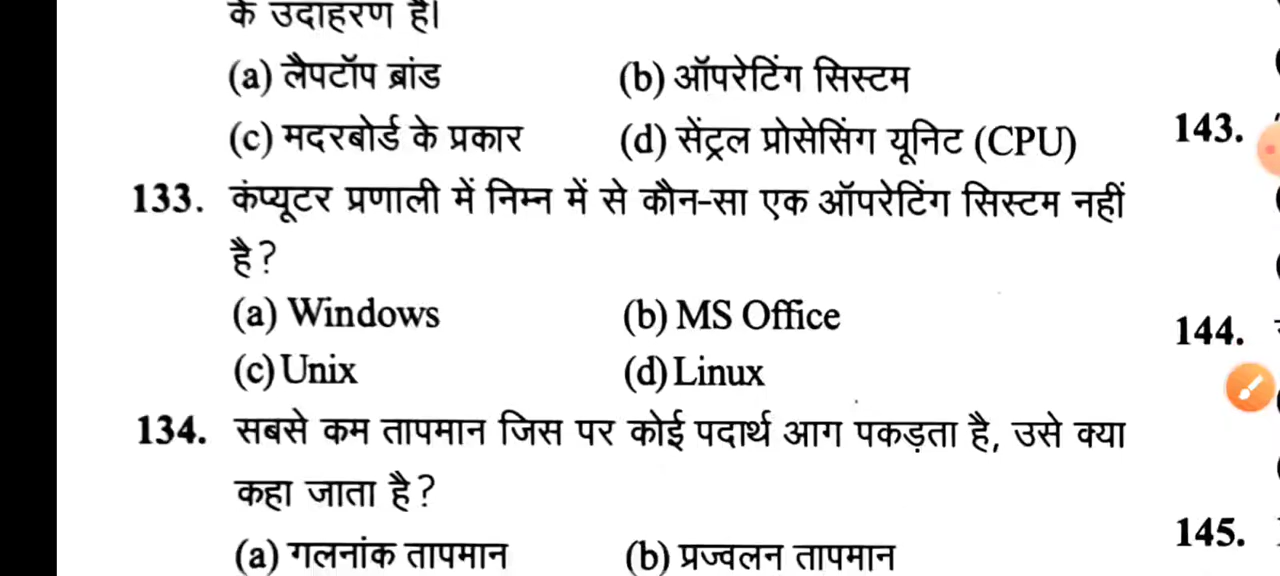 के उदाहरण हैं।
(a) लैपटॉप ब्रांड (b) ऑपरेटिंग सिस्टम
(c) मदरबोर्ड के प्रकार (d) सेंट्रल प्रोसेसिंग यूनिट (CPU)
133. कंप्यूटर प्रणाली में निम्न में से कौन-सा एक ऑपरेटिंग सिस्टम नहीं
है?
(a) Windows (b) MS Office
(c) Unix (d) Linux
134. सबसे कम तापमान जिस पर कोई पदार्थ आग पकड़ता है, उसे क्या
कहा जाता है?
(a) गलनांक तापमान (b) प्रज्वलन तापमान
143.
144.
145.